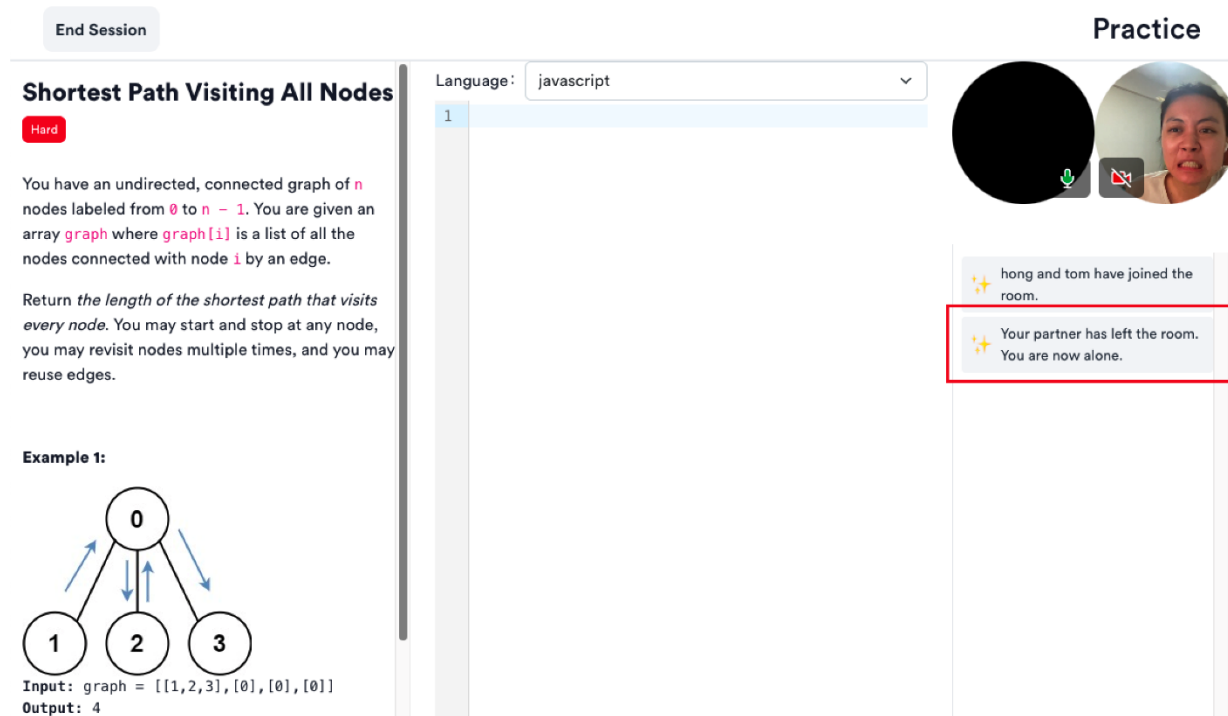 End Session
Practice
Shortest Path Visiting All Nodes
Hard
You have an undirected, connected graph of n
nodes labeled from 0 to n - 1. You are given an
array graph where graph[i] is a list of all the
nodes connected with node i by an edge.
Return the length of the shortest path that visits
every node. You may start and stop at any node,
you may revisit nodes multiple times, and you may
reuse edges.
Example 1:
0
1 2 3
Input: graph = [[1,2,3],[0],[0],[0]]
Output: 4
Language:
javascript
1
hong and tom have joined the
room.
Your partner has left the room.
You are now alone.